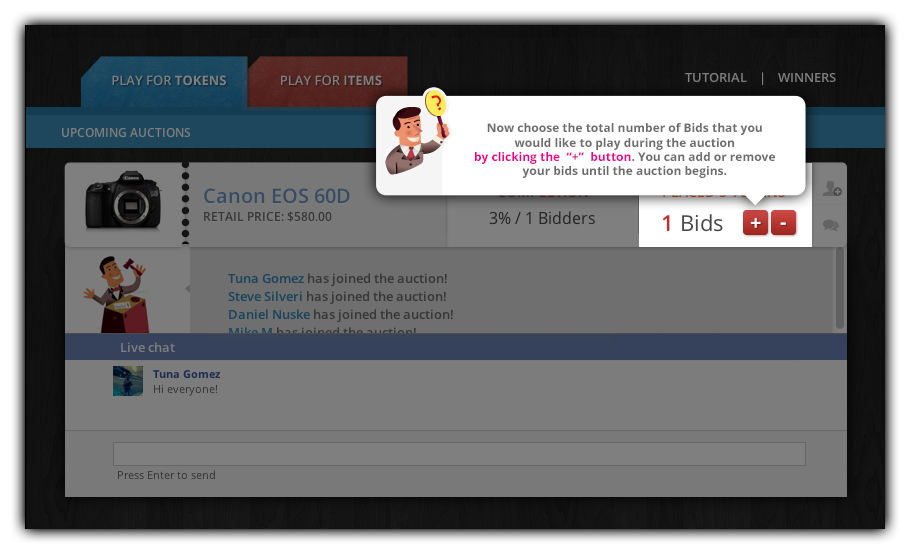 PLAY FOR TOKENS
PLAY FOR ITEMS
TUTORIAL | WINNERS
UPCOMING AUCTIONS
?
Now choose the total number of Bids that you
would like to play during the auction
by clicking the "+" button. You can add or remove
your bids until the auction begins.
Canon EOS 60D
RETAIL PRICE: $580.00
3% / 1 Bidders
1 Bids + -
Tuna Gomez has joined the auction!
Steve Silveri has joined the auction!
Daniel Nuske has joined the auction!
Mike M has joined the auction!
Live chat
Tuna Gomez
Hi everyone!
Press Enter to send